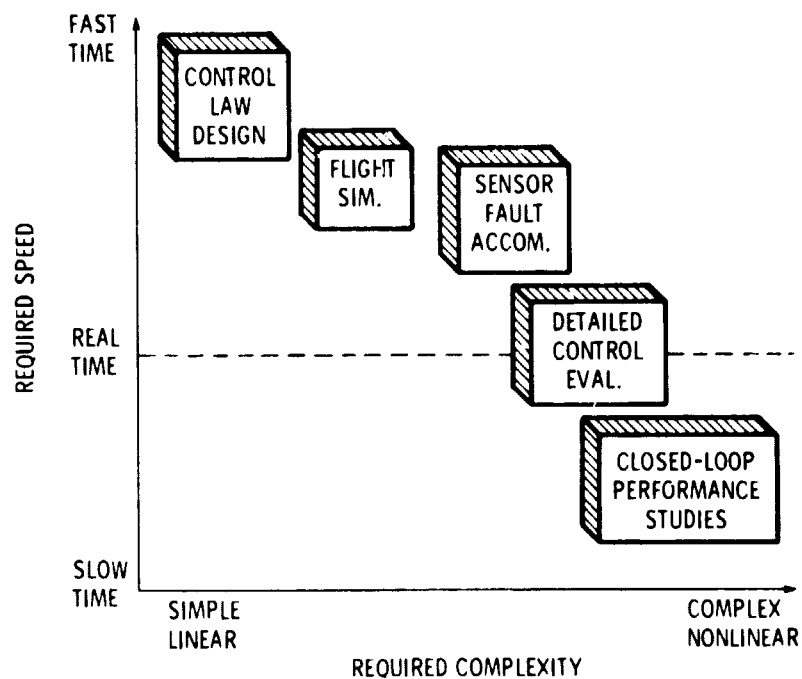 FAST
TIME
CONTROL
LAW
DESIGN
FLIGHT
SIM.
SENSOR
FAULT
ACCOM.
REQUIRED SPEED
REAL
TIME
DETAILED
CONTROL
EVAL.
CLOSED-LOOP
PERFORMANCE
STUDIES
SLOW
TIME
SIMPLE
LINEAR
COMPLEX
NONLINEAR
REQUIRED COMPLEXITY